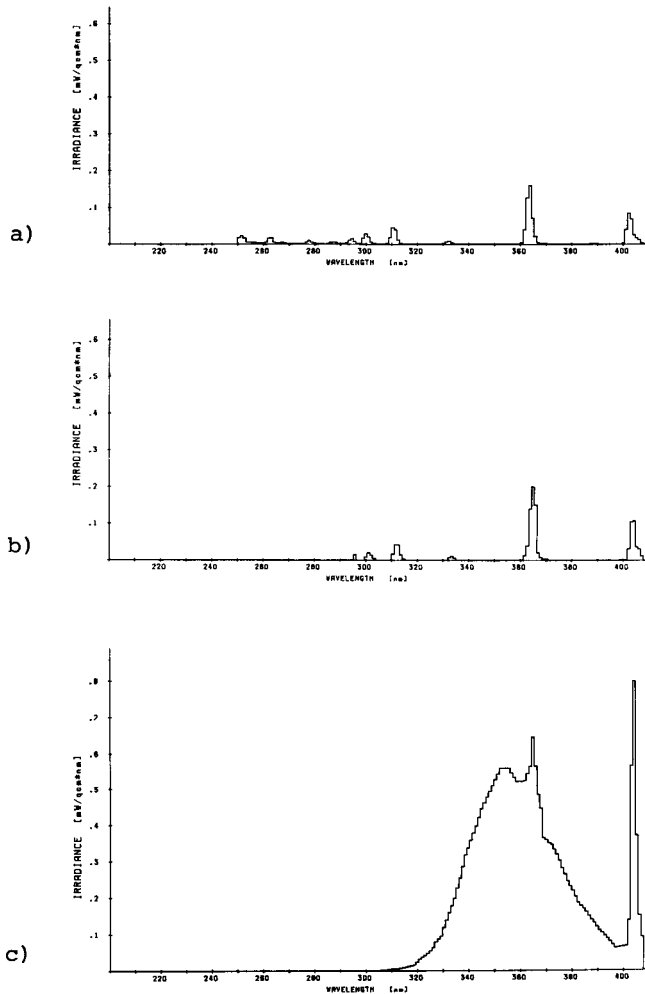 .6
.5
.4
.3
.2
.1
IRRADIANCE [mW/qcm*nm]
a)
220 240 260 280 300 320 340 360 380 400
WAVELENGTH [nm]
.6
.5
.4
.3
.2
.1
IRRADIANCE [mW/qcm*nm]
b)
220 240 260 280 300 320 340 360 380 400
WAVELENGTH [nm]
.8
.7
.6
.5
.4
.3
.2
.1
IRRADIANCE [mW/qcm*nm]
c)
220 240 260 280 300 320 340 360 380 400
WAVELENGTH [nm]